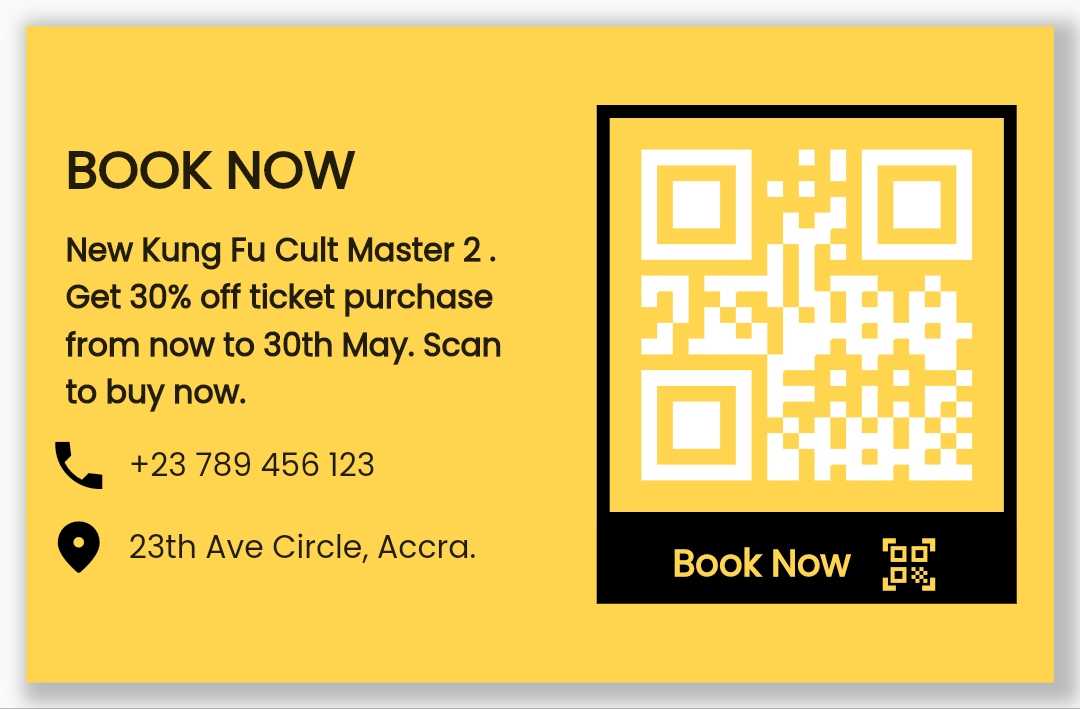 BOOK NOW
New Kung Fu Cult Master 2 .
Get 30% off ticket purchase
from now to 30th May. Scan
to buy now.
+23 789 456 123
23th Ave Circle, Accra.
Book Now